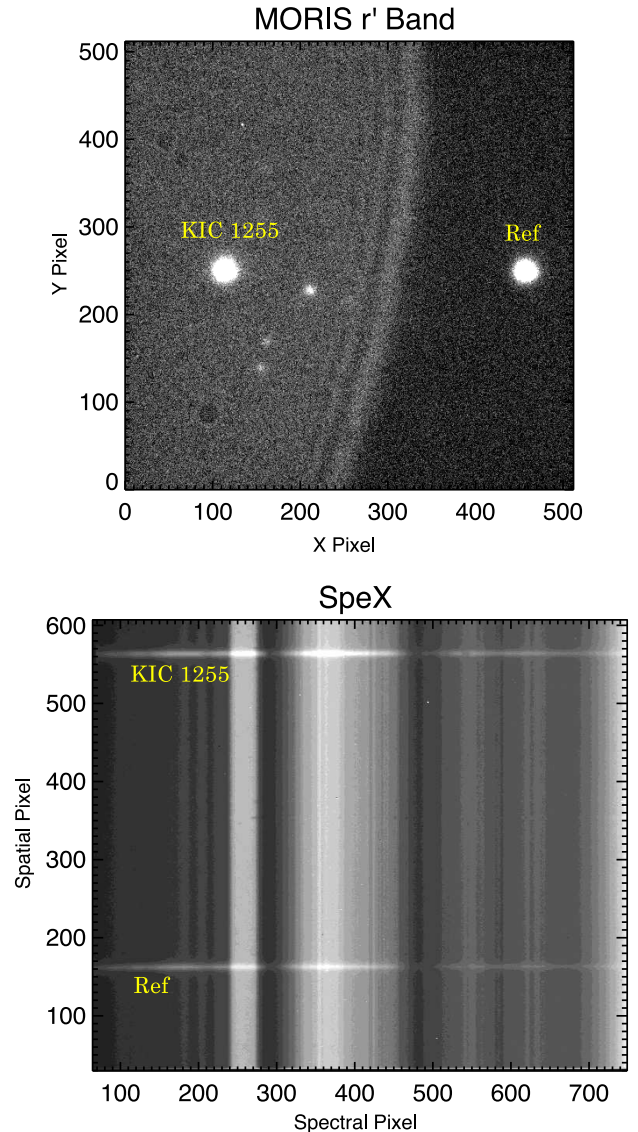 MORIS r' Band
500
400
300
200
100
0
Y Pixel
KIC 1255
Ref
0 100 200 300 400 500
X Pixel
SpeX
600
500
400
300
200
100
Spatial Pixel
KIC 1255
Ref
100 200 300 400 500 600 700
Spectral Pixel